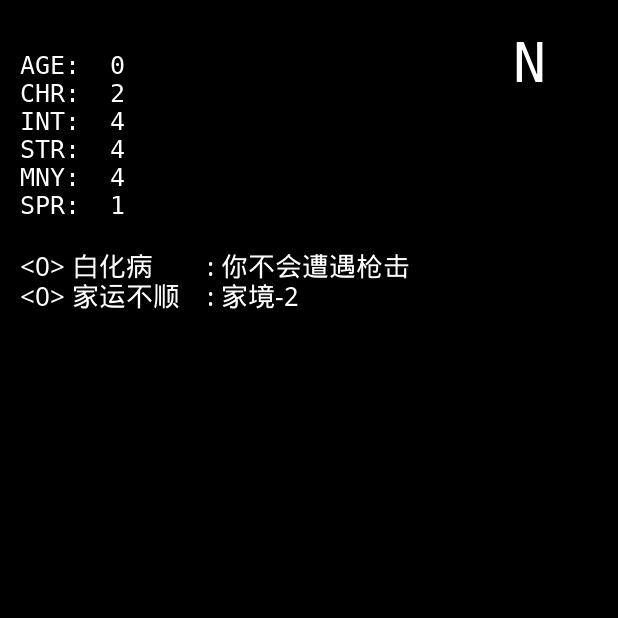 N
AGE: 0
CHR: 2
INT: 4
STR: 4
MNY: 4
SPR: 1
<O> 白化病 : 你不会遭遇枪击
<O> 家运不顺 : 家境-2